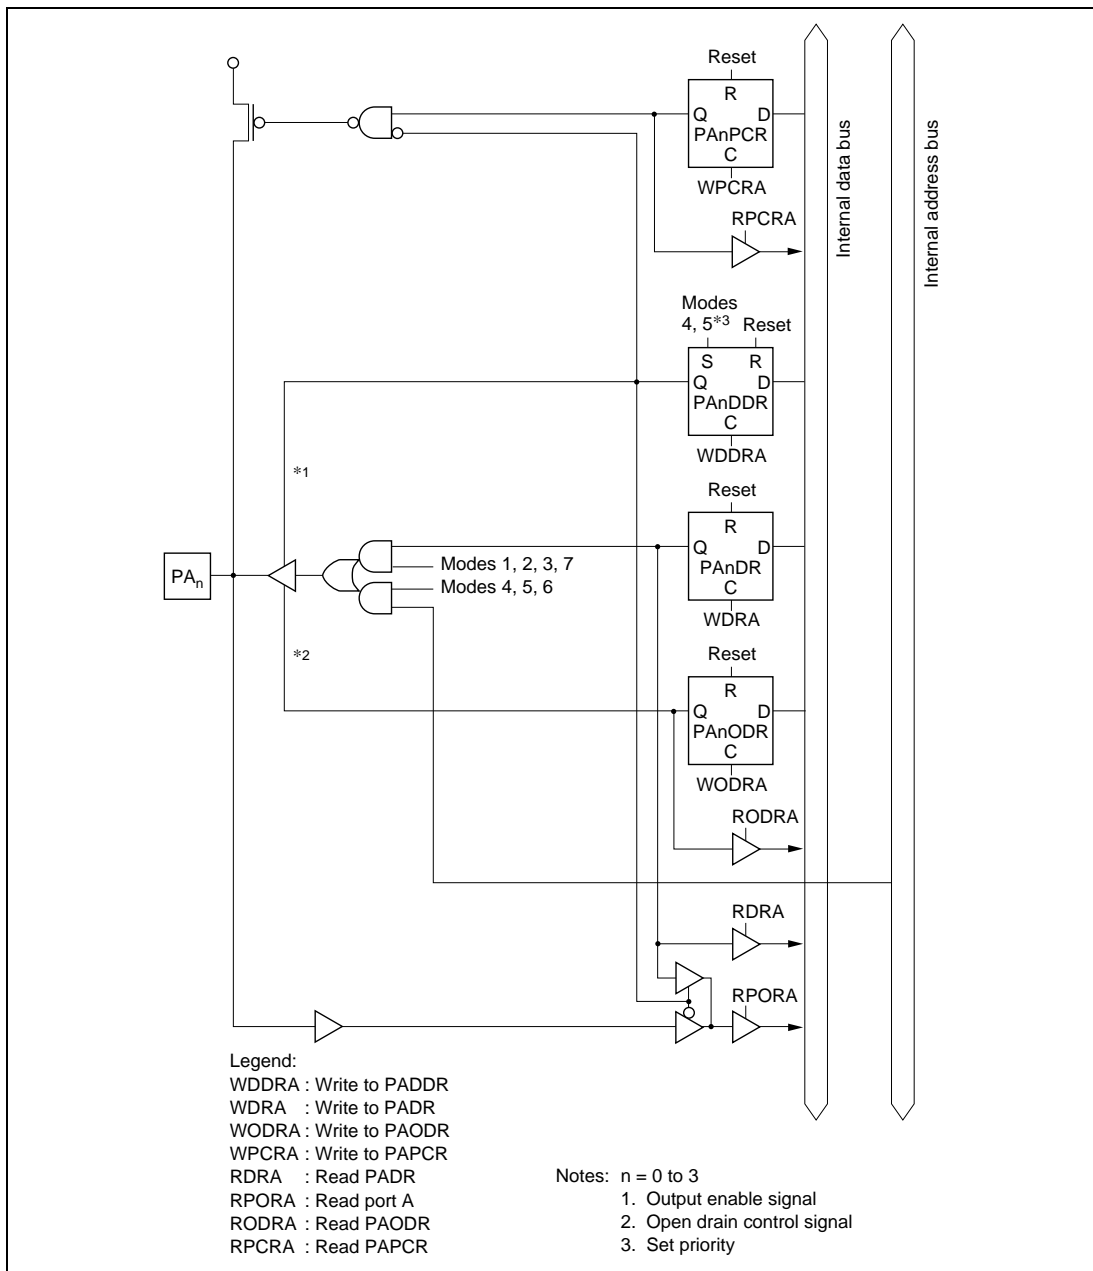 Reset
R
Q D
PAnPCR
C
WPCRA
RPCRA
Internal data bus
Internal address bus
Modes
4, 5*3 Reset
S R
Q D
PAnDDR
C
WDDRA
*1
Reset
R
Q D
PAnDR
C
WDRA
Modes 1, 2, 3, 7
Modes 4, 5, 6
PAn
*2
Reset
R
Q D
PAnODR
C
WODRA
RODRA
RDRA
RPORA
Legend:
WDDRA : Write to PADDR
WDRA : Write to PADR
WODRA : Write to PAODR
WPCRA : Write to PAPCR
RDRA : Read PADR
RPORA : Read port A
RODRA : Read PAODR
RPCRA : Read PAPCR
Notes: n = 0 to 3
1. Output enable signal
2. Open drain control signal
3. Set priority